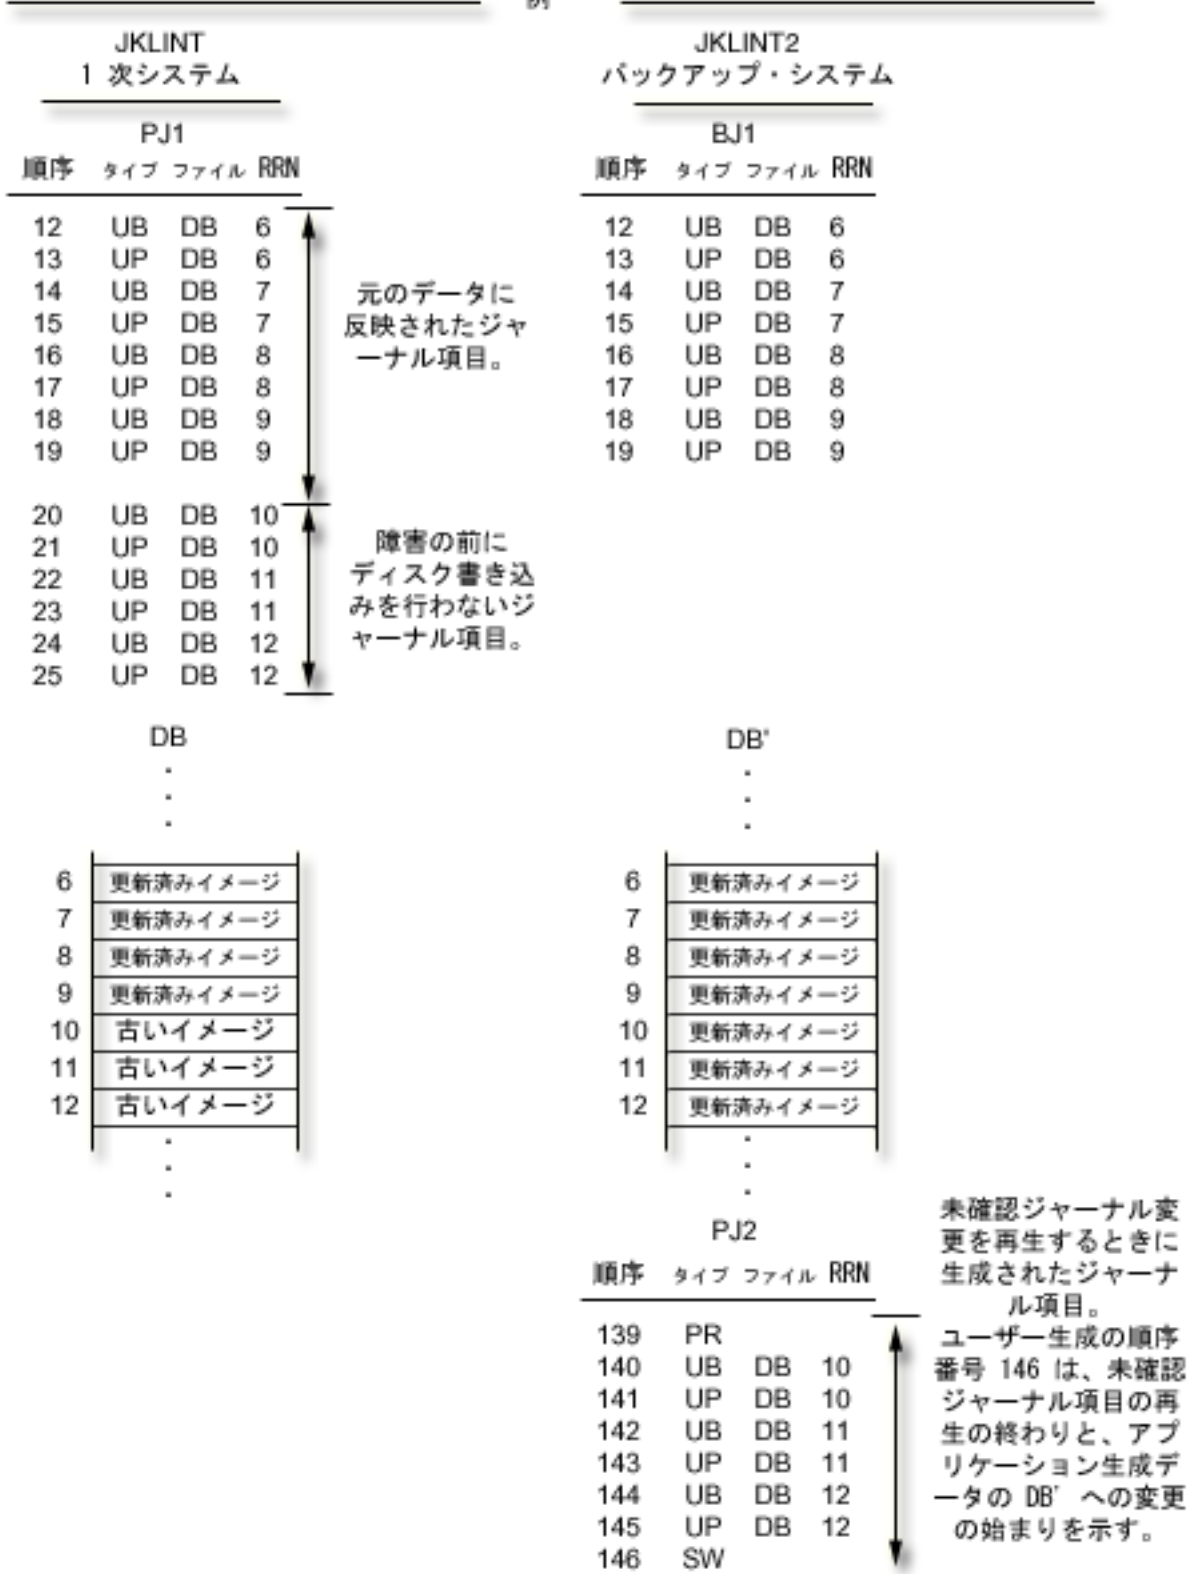 例
JKLINT
1 次システム
PJ1
順序 タイプ ファイル RRN
12 UB DB 6
13 UP DB 6
14 UB DB 7
15 UP DB 7
16 UB DB 8
17 UP DB 8
18 UB DB 9
19 UP DB 9
20 UB DB 10
21 UP DB 10
22 UB DB 11
23 UP DB 11
24 UB DB 12
25 UP DB 12
元のデータに
反映されたジャ
ーナル項目。
障害の前に
ディスク書き込
みを行わないジ
ャーナル項目。
JKLINT2
バックアップ・システム
BJ1
順序 タイプ ファイル RRN
12 UB DB 6
13 UP DB 6
14 UB DB 7
15 UP DB 7
16 UB DB 8
17 UP DB 8
18 UB DB 9
19 UP DB 9
DB
6 更新済みイメージ
7 更新済みイメージ
8 更新済みイメージ
9 更新済みイメージ
10 古いイメージ
11 古いイメージ
12 古いイメージ
DB'
6 更新済みイメージ
7 更新済みイメージ
8 更新済みイメージ
9 更新済みイメージ
10 更新済みイメージ
11 更新済みイメージ
12 更新済みイメージ
PJ2
順序 タイプ ファイル RRN
139 PR
140 UB DB 10
141 UP DB 10
142 UB DB 11
143 UP DB 11
144 UB DB 12
145 UP DB 12
146 SW
未確認ジャーナル変
更を再生するときに
生成されたジャーナ
ル項目。
ユーザー生成の順序
番号 146 は、未確認
ジャーナル項目の再
生の終わりと、アプ
リケーション生成デ
ータの DB' への変更
の始まりを示す。